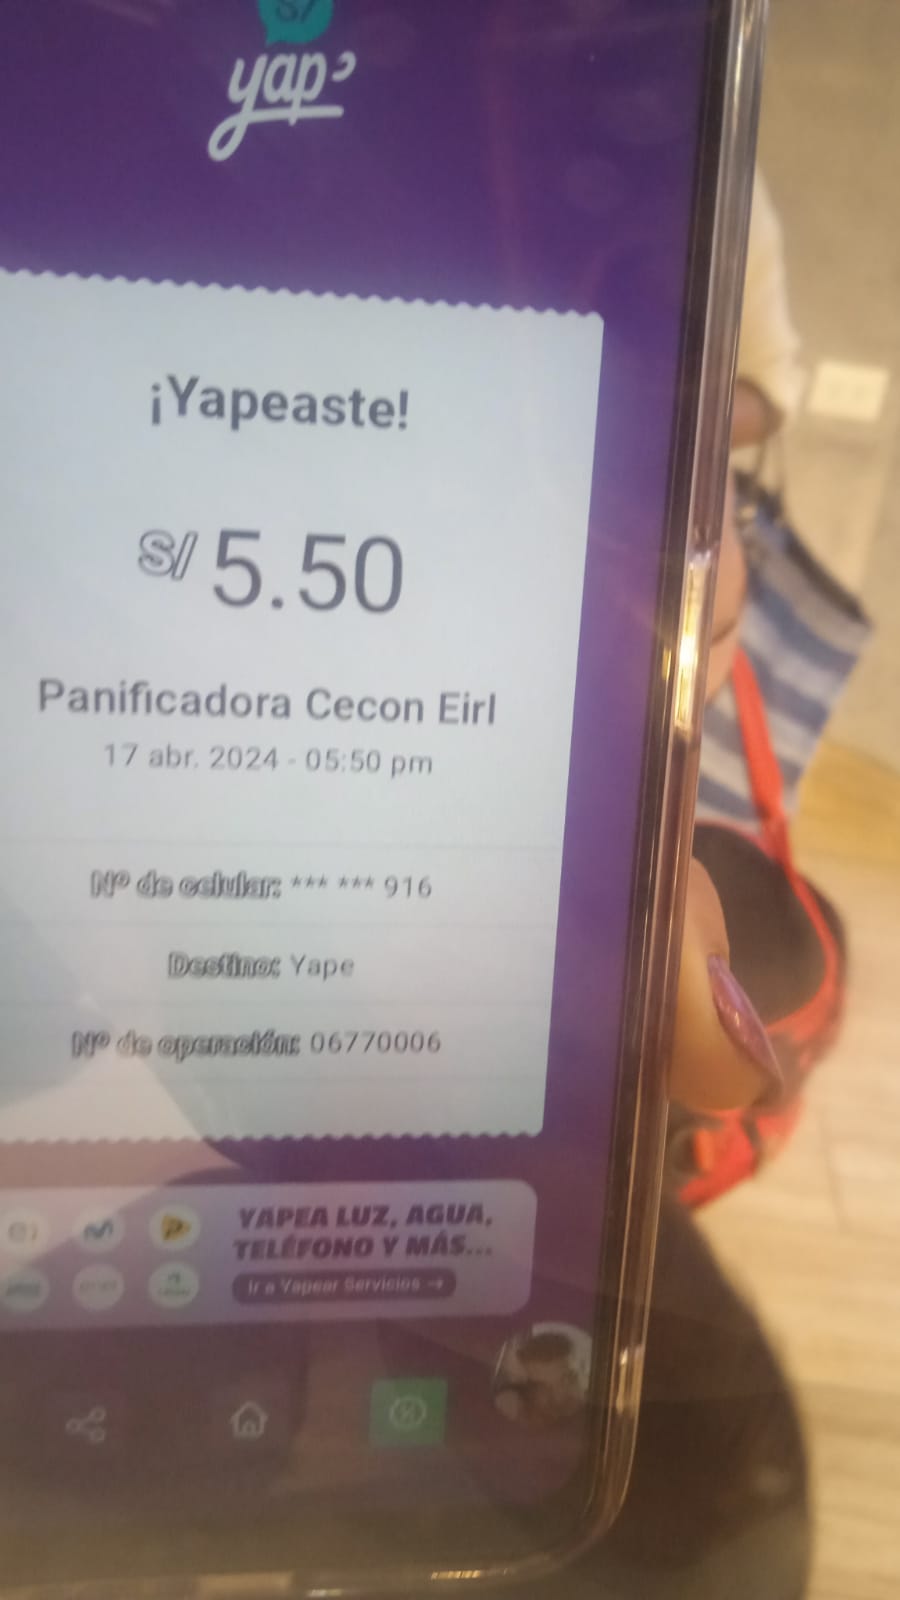 S/
yape
¡Yapeaste!
S/ 5.50
Panificadora Cecon Eirl
17 abr. 2024 - 05:50 pm
Nº de celular: *** *** 916
Destino: Yape
Nº de operación: 06770006
YAPEA LUZ, AGUA,
TELÉFONO Y MÁS...
Ir a Yapear Servicios →